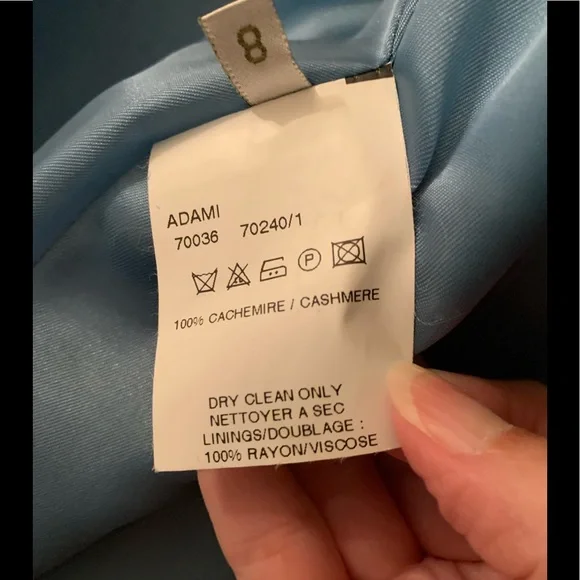 8
ADAMI
70036 70240/1
P
100% CACHEMIRE / CASHMERE
DRY CLEAN ONLY
NETTOYER A SEC
LININGS/DOUBLAGE :
100% RAYON/VISCOSE